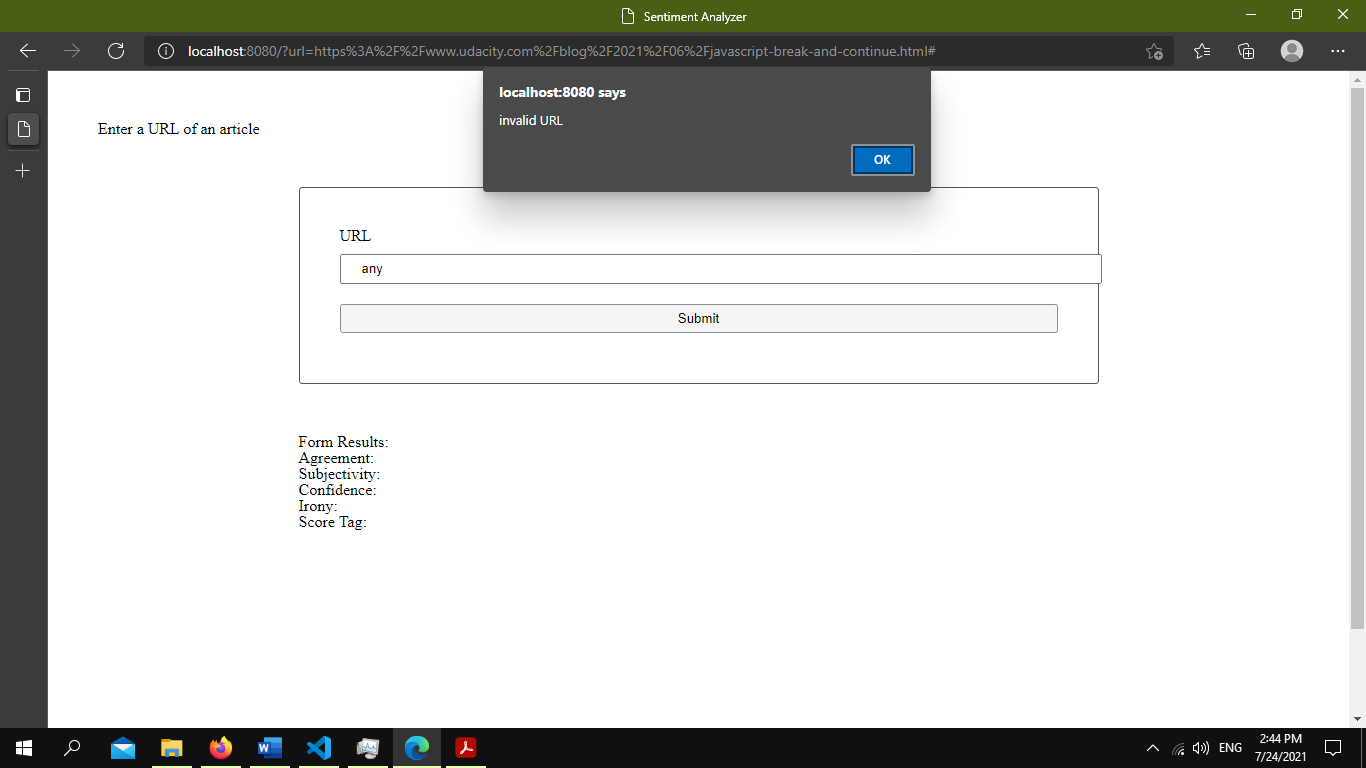 Sentiment Analyzer
localhost:8080/?url=https%3A%2F%2Fwww.udacity.com%2Fblog%2F2021%2F06%2Fjavascript-break-and-continue.html#
localhost:8080 says
invalid URL
OK
Enter a URL of an article
URL
any
Submit
Form Results:
Agreement:
Subjectivity:
Confidence:
Irony:
Score Tag:
ENG
2:44 PM
7/24/2021